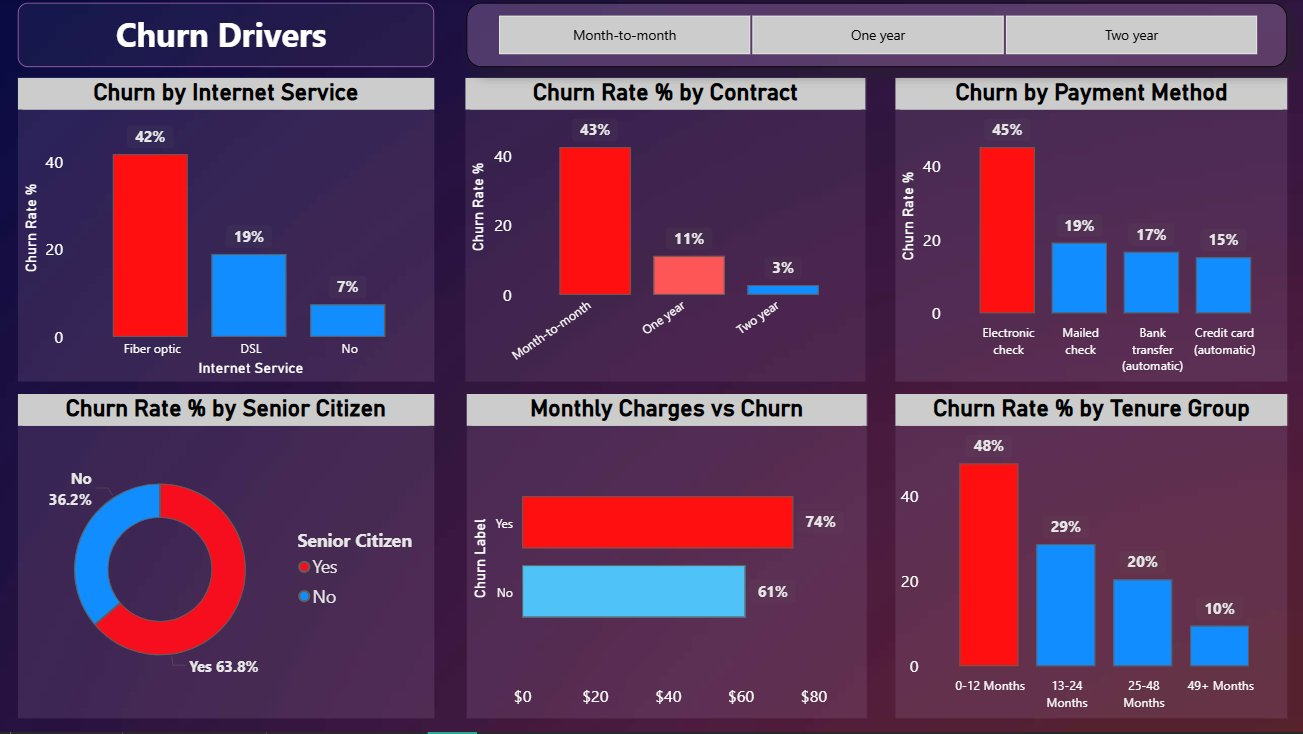 Churn Drivers
Month-to-month
One year
Two year
Churn by Internet Service
Churn Rate %
40
20
0
42%
19%
7%
Fiber optic
DSL
No
Internet Service
Churn Rate % by Contract
Churn Rate %
40
20
0
43%
11%
3%
Month-to-month
One year
Two year
Churn by Payment Method
Churn Rate %
40
20
0
45%
19%
17%
15%
Electronic
check
Mailed
check
Bank
transfer
(automatic)
Credit card
(automatic)
Churn Rate % by Senior Citizen
No
36.2%
Yes 63.8%
Senior Citizen
Yes
No
Monthly Charges vs Churn
Churn Label
Yes
74%
No
61%
$0
$20
$40
$60
$80
Churn Rate % by Tenure Group
40
20
0
48%
29%
20%
10%
0-12 Months
13-24
Months
25-48
Months
49+ Months